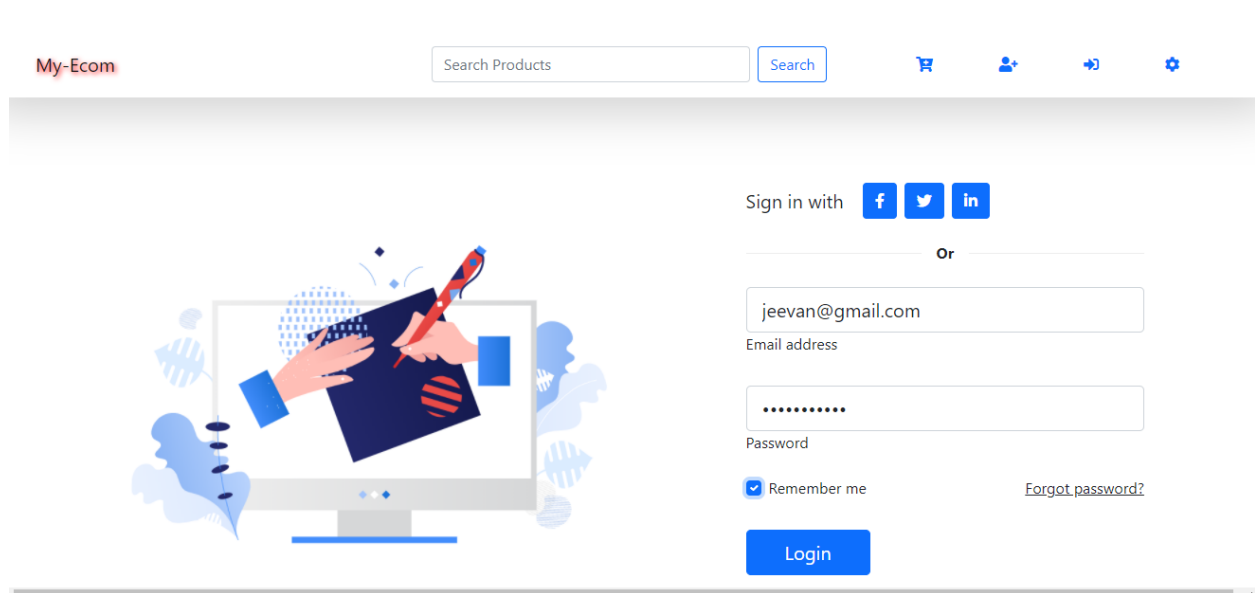 My-Ecom
Search Products
Search
Sign in with
Or
jeevan@gmail.com
Email address
•••••••••••
Password
Remember me
Forgot password?
Login